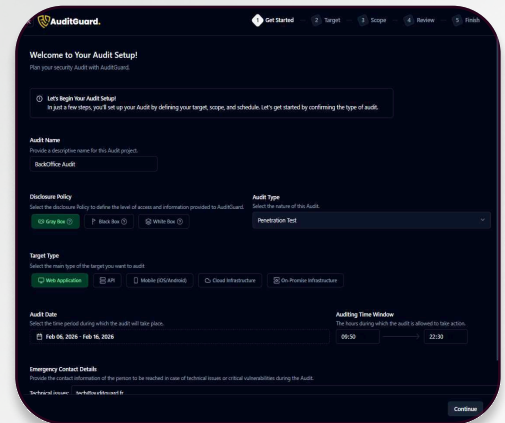 AuditGuard.
1 Get Started 2 Target 3 Scope 4 Review 5 Finish
Welcome to Your Audit Setup!
Plan your security Audit with AuditGuard.
Let's Begin Your Audit Setup!
In just a few steps, you'll set up your Audit by defining your target, scope, and schedule. Let's get started by confirming the type of audit.
Audit Name
Provide a descriptive name for this Audit project.
BackOffice Audit
Disclosure Policy
Select the disclosure Policy to define the level of access and information provided to AuditGuard.
Gray Box Black Box White Box
Audit Type
Select the nature of this Audit.
Penetration Test
Target Type
Select the main type of the target you want to audit
Web Application API Mobile (iOS/Android) Cloud Infrastructure On-Premise Infrastructure
Audit Date
Select the time period during which the audit will take place.
Feb 06, 2026 - Feb 16, 2026
Auditing Time Window
The hours during which the audit is allowed to take action.
09:50 22:30
Emergency Contact Details
Provide the contact information of the person to be reached in case of technical issues or critical vulnerabilities during the Audit.
Technical issues: tech@auditguard.fr
Continue